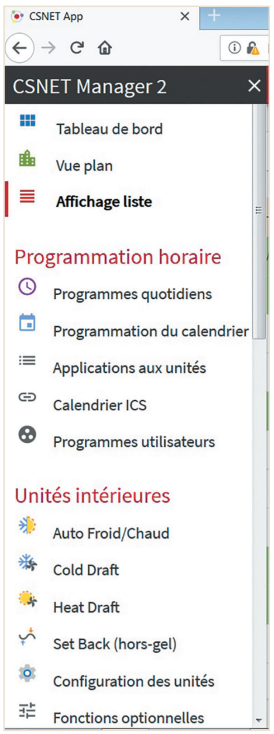 CSNET App
CSNET Manager 2
Tableau de bord
Vue plan
Affichage liste
Programmation horaire
Programmes quotidiens
Programmation du calendrier
Applications aux unités
Calendrier ICS
Programmes utilisateurs
Unités intérieures
Auto Froid/Chaud
Cold Draft
Heat Draft
Set Back (hors-gel)
Configuration des unités
Fonctions optionnelles